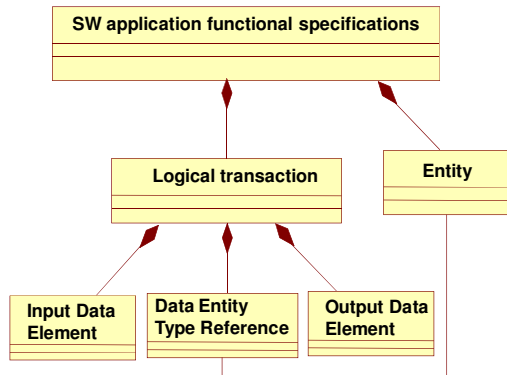 SW application functional specifications
Logical transaction
Entity
Input Data
Element
Data Entity
Type Reference
Output Data
Element